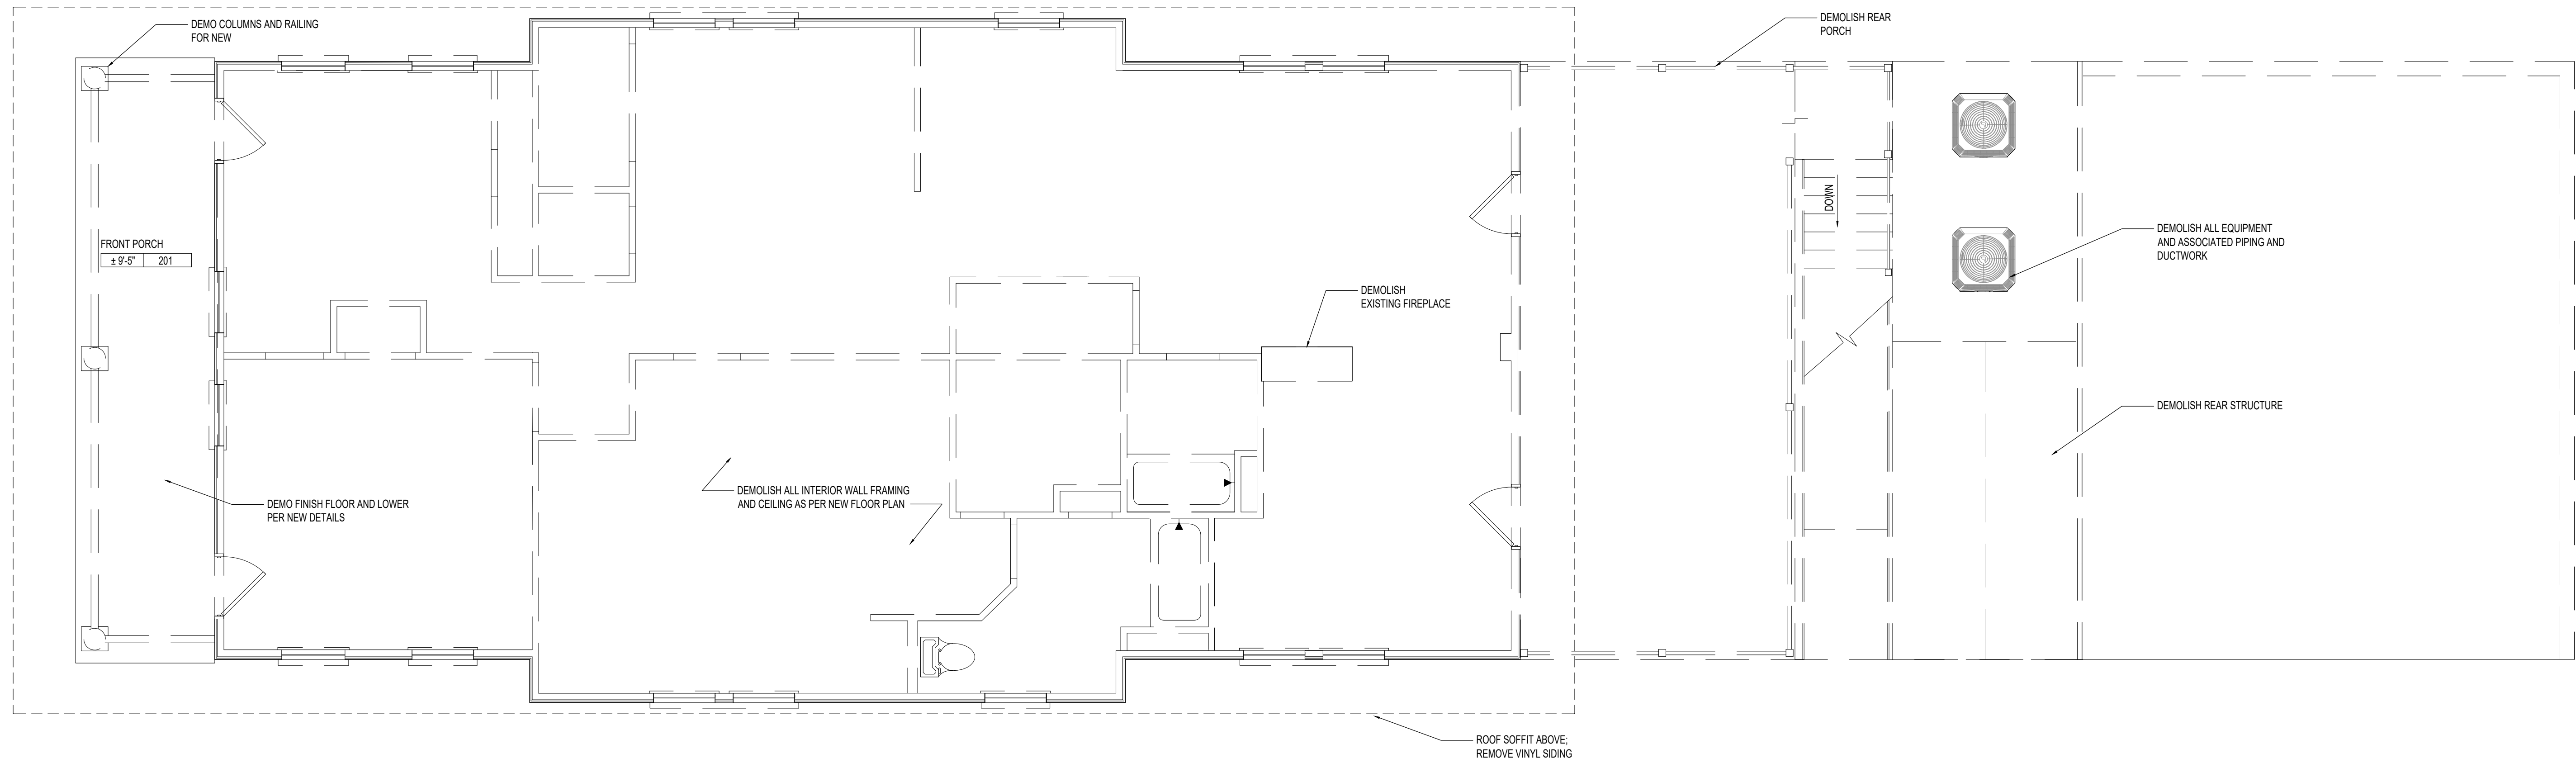 DEMO COLUMNS AND RAILING
FOR NEW
DEMOLISH REAR
PORCH
DOWN
FRONT PORCH
± 9'-5" 201
DEMOLISH ALL EQUIPMENT
AND ASSOCIATED PIPING AND
DUCTWORK
DEMOLISH
EXISTING FIREPLACE
DEMOLISH REAR STRUCTURE
DEMO FINISH FLOOR AND LOWER
PER NEW DETAILS
DEMOLISH ALL INTERIOR WALL FRAMING
AND CEILING AS PER NEW FLOOR PLAN
ROOF SOFFIT ABOVE;
REMOVE VINYL SIDING